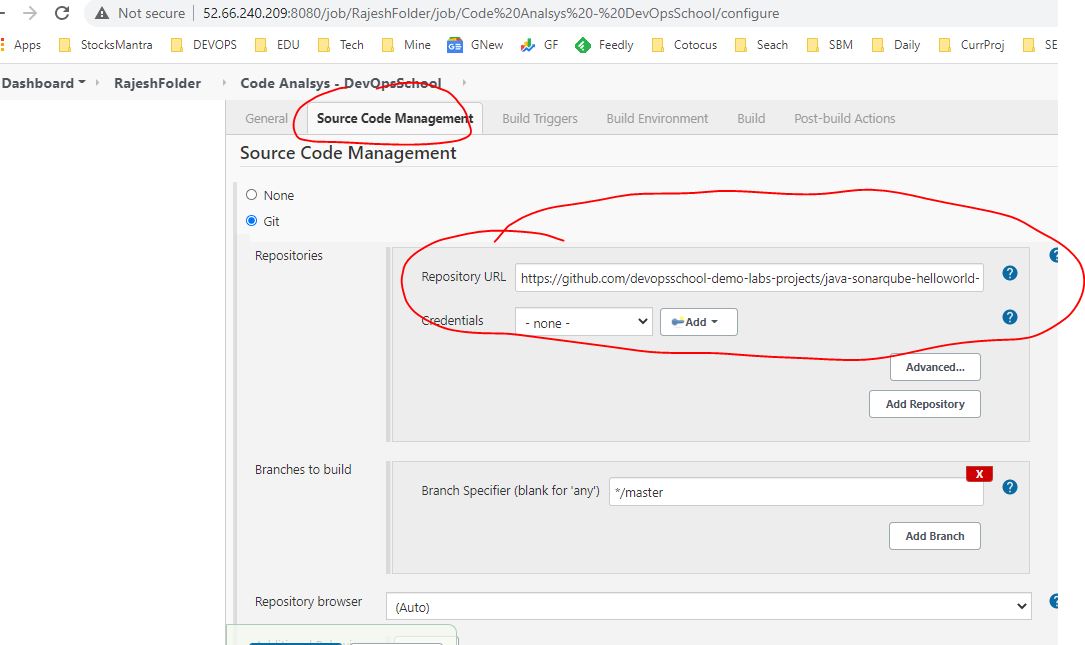 Not secure | 52.66.240.209:8080/job/RajeshFolder/job/Code%20Analsys%20-%20DevOpsSchool/configure
Apps StocksMantra DEVOPS EDU Tech Mine GNew GF Feedly Cotocus Seach SBM Daily CurrProj SE
Dashboard RajeshFolder Code Analsys - DevOpsSchool
General Source Code Management Build Triggers Build Environment Build Post-build Actions
Source Code Management
None
Git
Repositories
Repository URL https://github.com/devopsschool-demo-labs-projects/java-sonarqube-helloworld-
Credentials - none - Add
Advanced...
Add Repository
Branches to build
X
Branch Specifier (blank for 'any') */master
Add Branch
Repository browser (Auto)